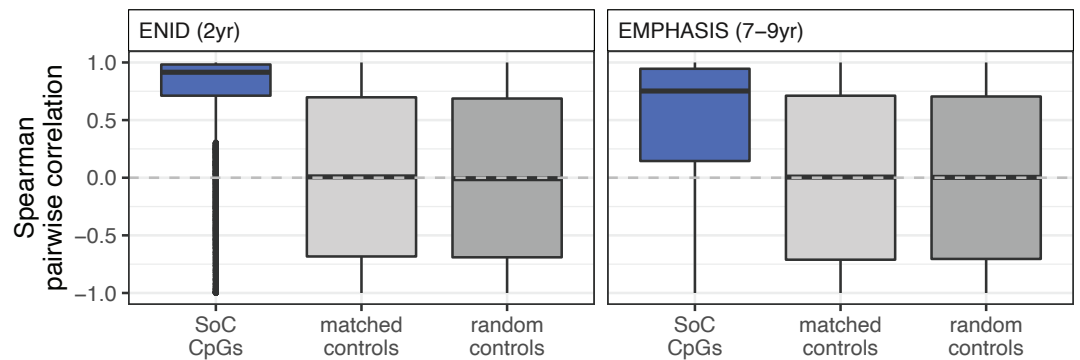 ENID (2yr)
EMPHASIS (7−9yr)
Spearman
pairwise correlation
1.0
0.5
0.0
−0.5
−1.0
SoC
CpGs
matched
controls
random
controls
SoC
CpGs
matched
controls
random
controls